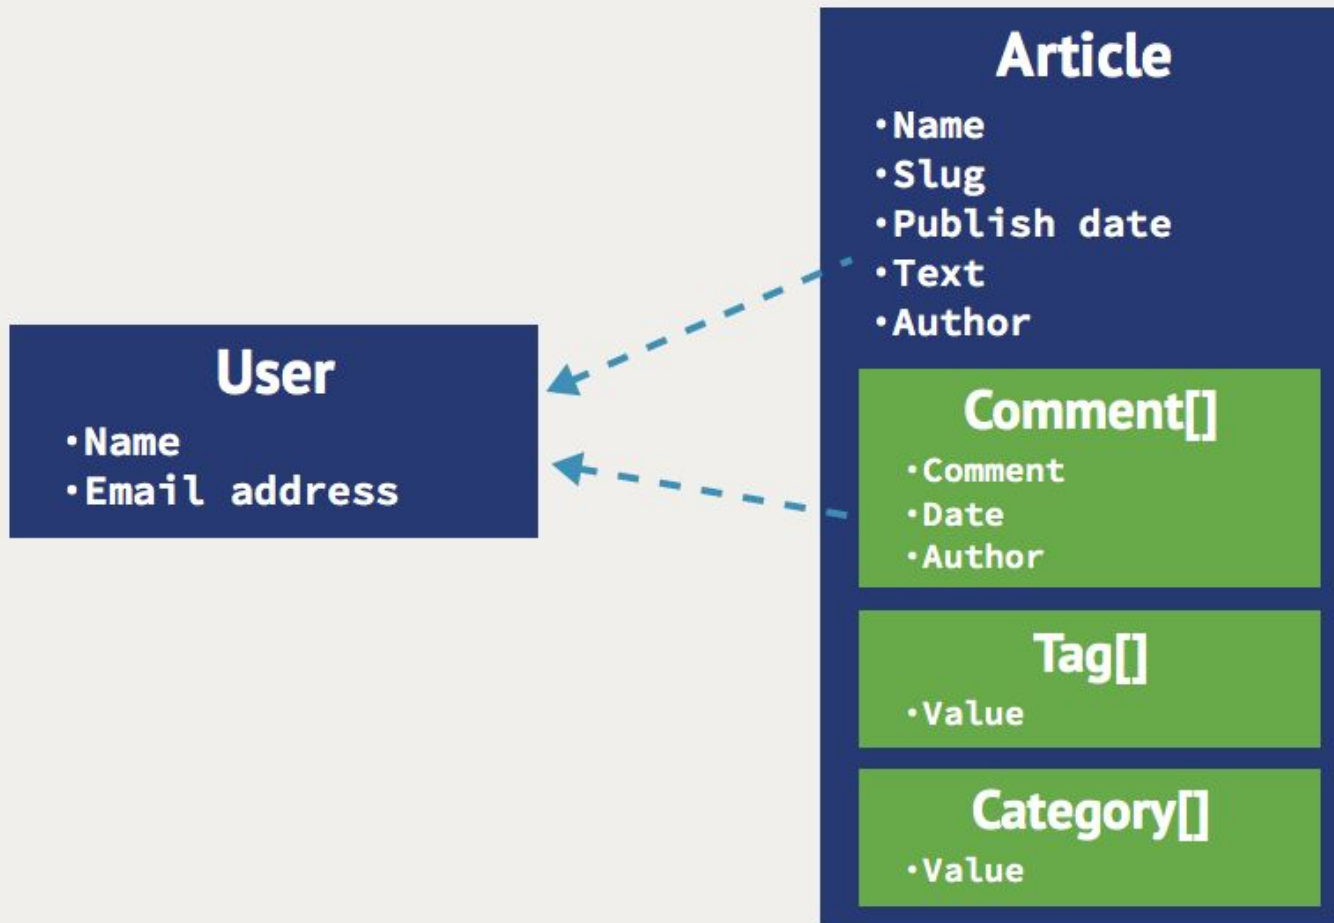 User
•Name
•Email address
Article
•Name
•Slug
•Publish date
•Text
•Author
Comment[]
•Comment
•Date
•Author
Tag[]
•Value
Category[]
•Value